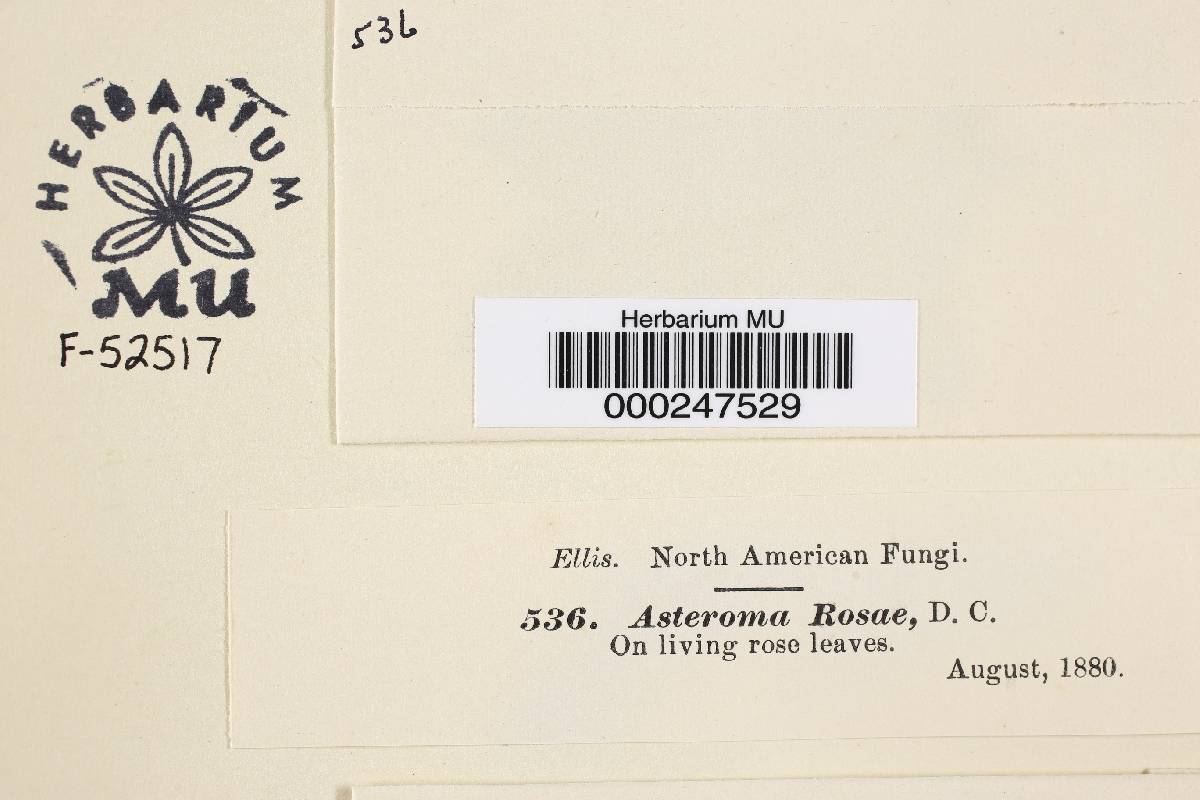 536
HERBARIUM
MU
F-52517
Herbarium MU
000247529
Ellis. North American Fungi.
536. Asteroma Rosae, D. C.
On living rose leaves.
August, 1880.